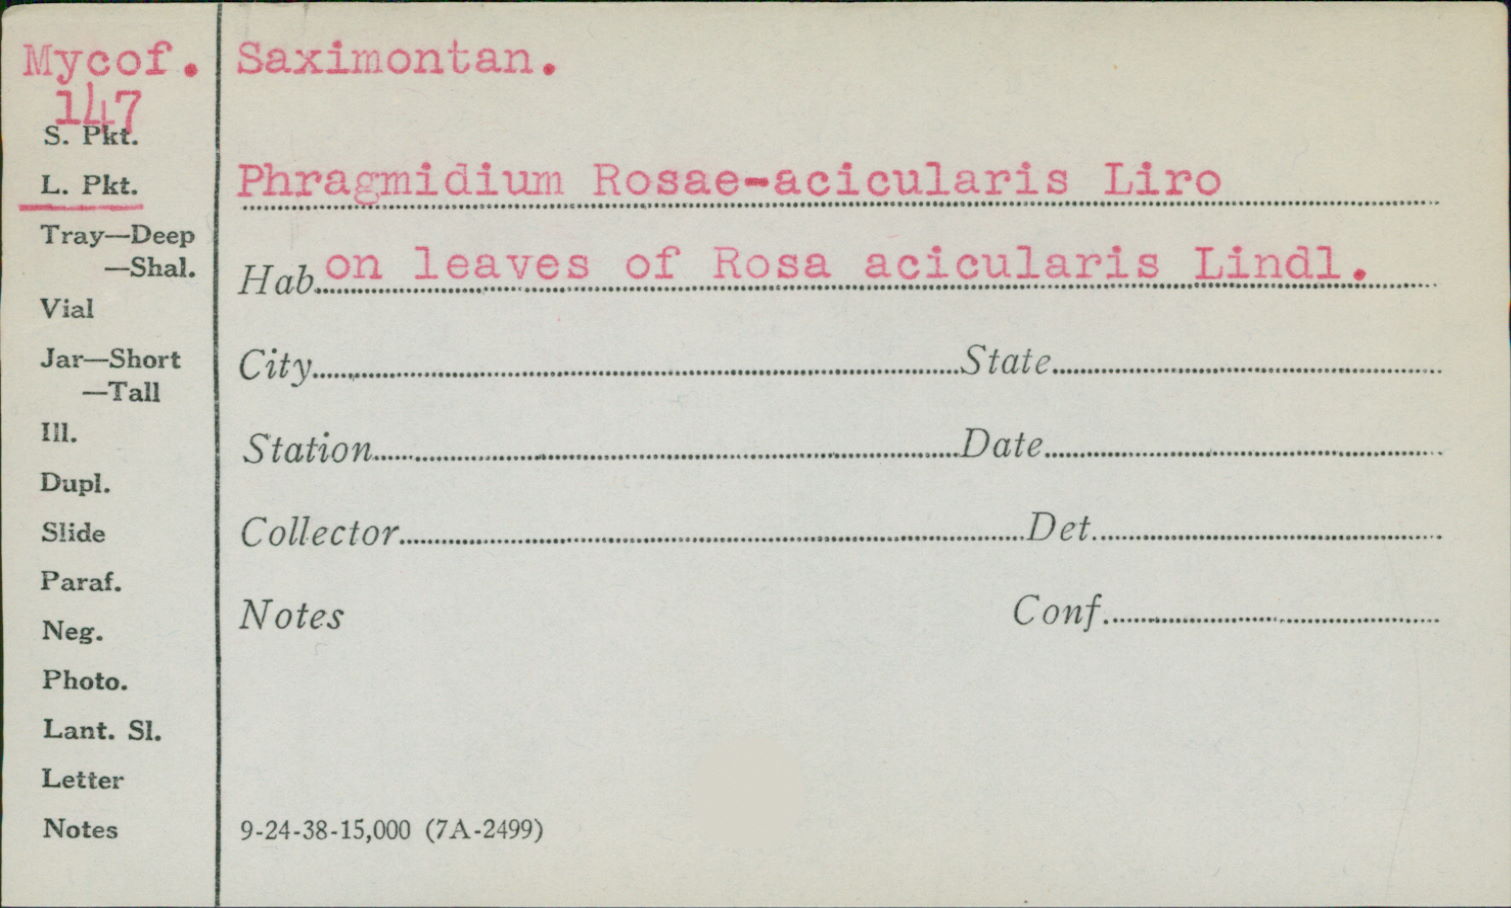 Mycof. Saximontan.
147
S. Pkt.
L. Pkt.
Phragmidium Rosae-acicularis Liro
Tray—Deep
—Shal.
Hab. on leaves of Rosa acicularis Lindl.
Vial
Jar—Short
—Tall
City State
Ill.
Station Date
Dupl.
Slide
Collector Det.
Paraf.
Neg.
Notes Conf.
Photo.
Lant. Sl.
Letter
Notes
9-24-38-15,000 (7A-2499)